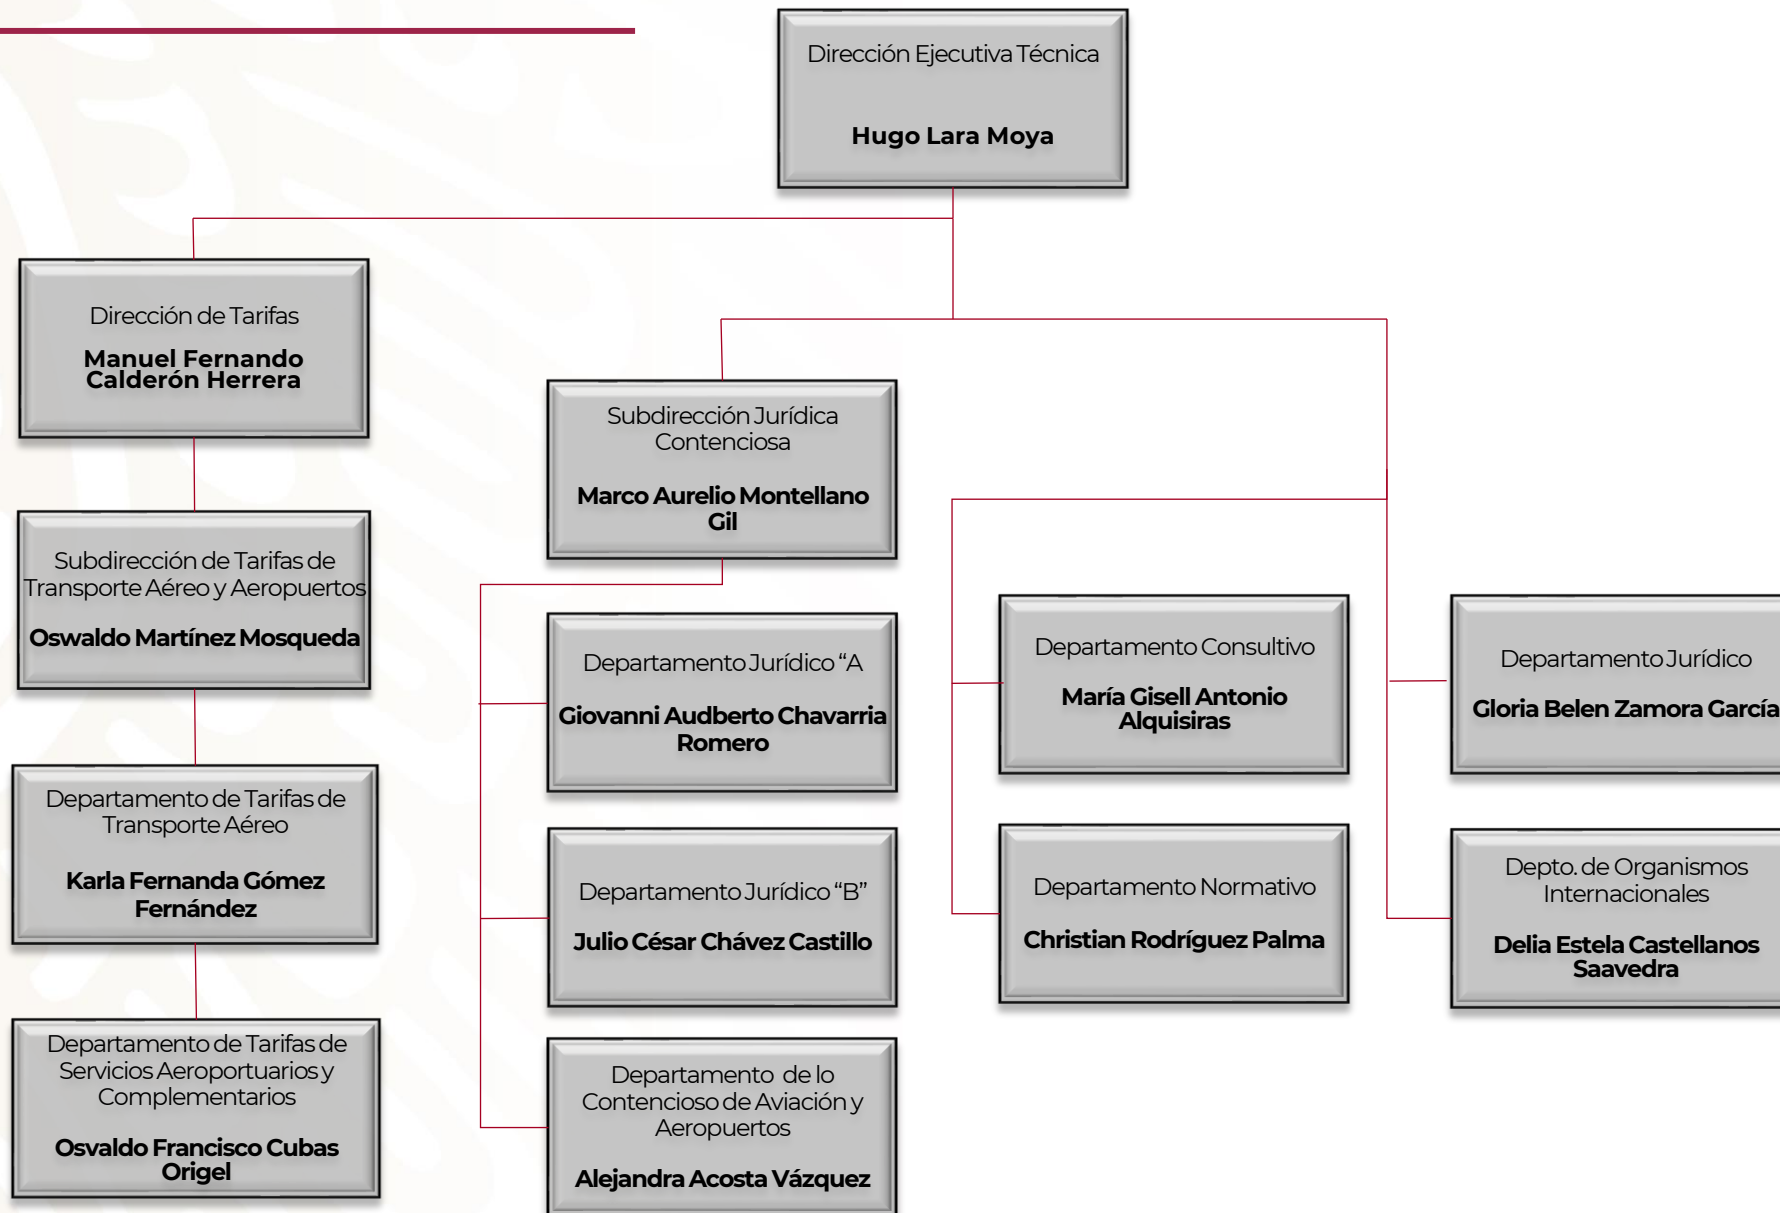 Dirección Ejecutiva Técnica
Hugo Lara Moya
Dirección de Tarifas
Manuel Fernando
Calderón Herrera
Subdirección de Tarifas de
Transporte Aéreo y Aeropuertos
Oswaldo Martínez Mosqueda
Departamento de Tarifas de
Transporte Aéreo
Karla Fernanda Gómez
Fernández
Departamento de Tarifas de
Servicios Aeroportuarios y
Complementarios
Osvaldo Francisco Cubas
Origel
Subdirección Jurídica
Contenciosa
Marco Aurelio Montellano
Gil
Departamento Jurídico “A
Giovanni Audberto Chavarria
Romero
Departamento Jurídico “B”
Julio César Chávez Castillo
Departamento de lo
Contencioso de Aviación y
Aeropuertos
Alejandra Acosta Vázquez
Departamento Consultivo
María Gisell Antonio
Alquisiras
Departamento Normativo
Christian Rodríguez Palma
Departamento Jurídico
Gloria Belen Zamora García
Depto. de Organismos
Internacionales
Delia Estela Castellanos
Saavedra